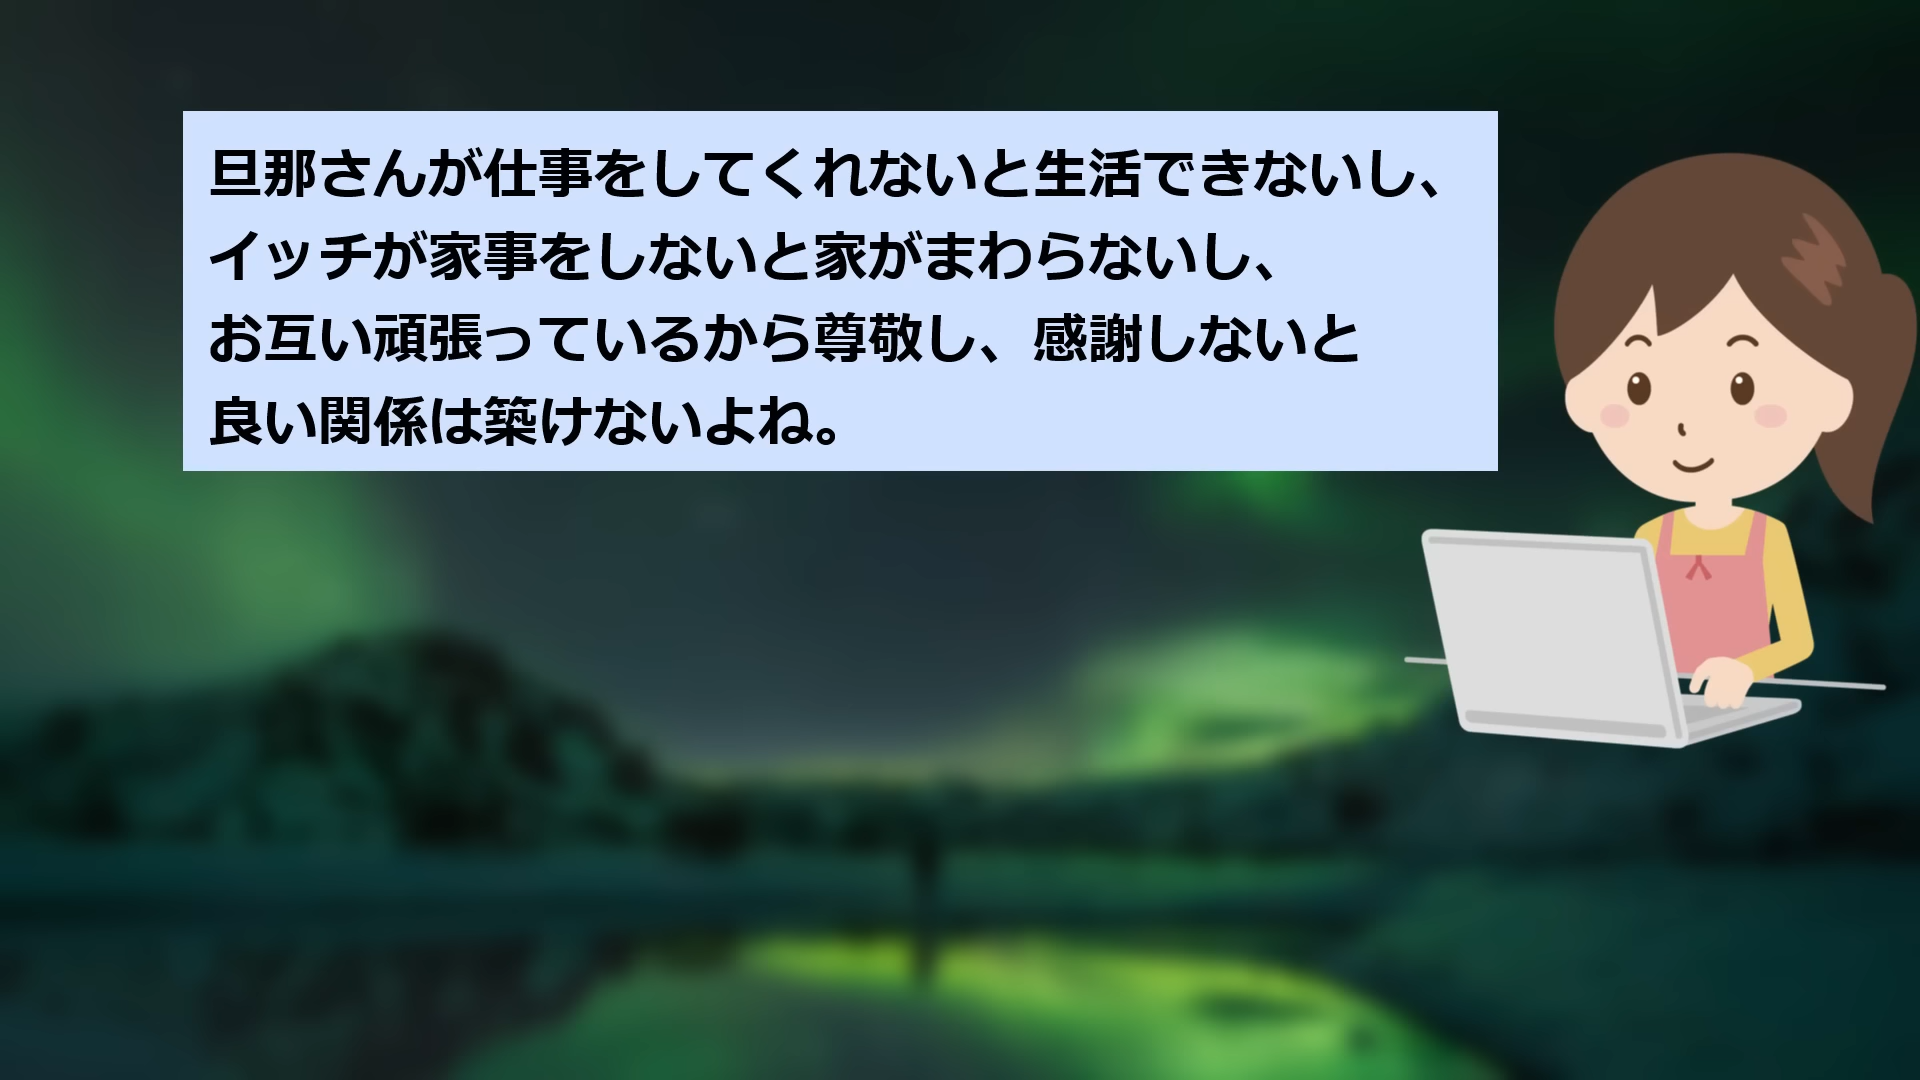 旦那さんが仕事をしてくれないと生活できないし、
イッチが家事をしないと家がまわらないし、
お互い頑張っているから尊敬し、感謝しないと
良い関係は築けないよね。